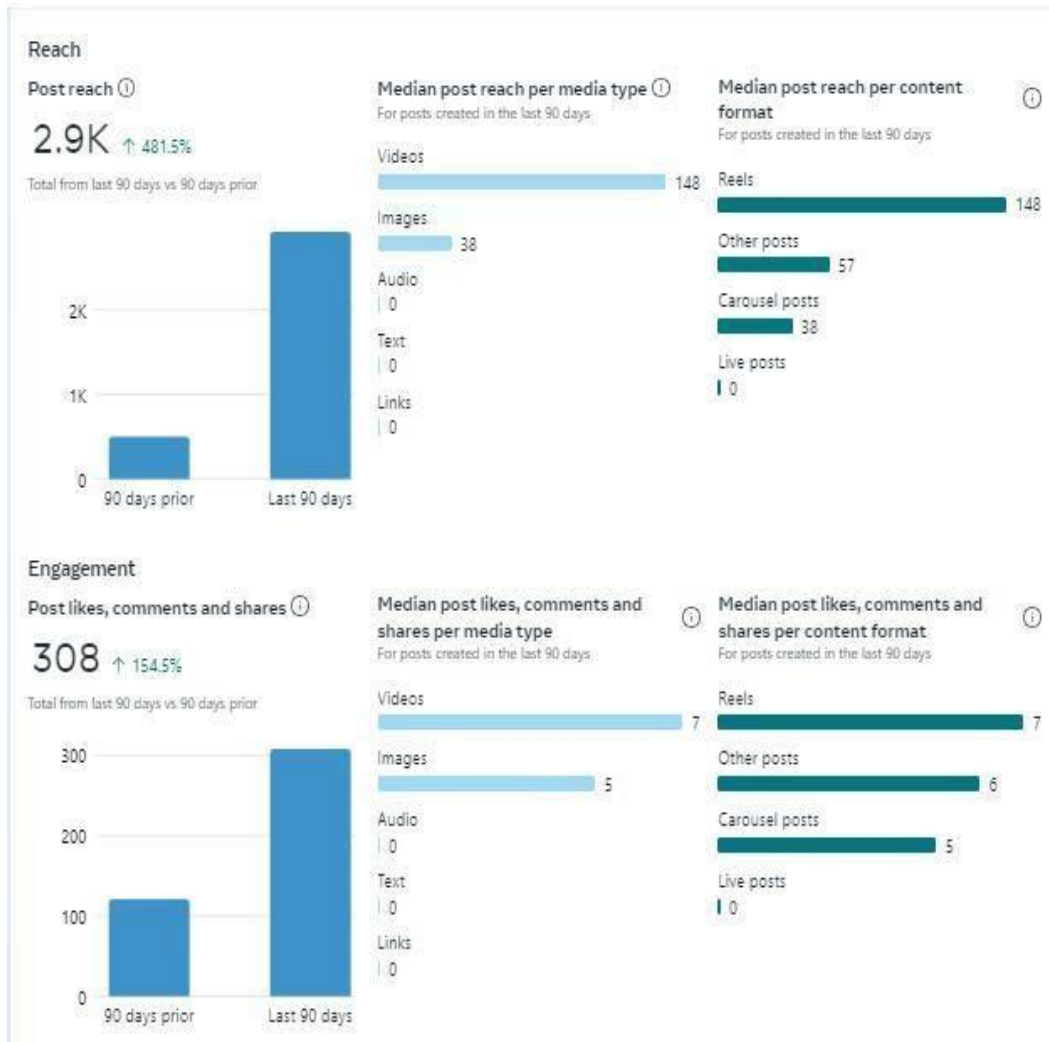 Reach
Post reach
2.9K ↑ 481.5%
Total from last 90 days vs 90 days prior
2K
1K
0
90 days prior Last 90 days
Median post reach per media type
For posts created in the last 90 days
Videos
148
Images
38
Audio
0
Text
0
Links
0
Median post reach per content
format
For posts created in the last 90 days
Reels
148
Other posts
57
Carousel posts
38
Live posts
0
Engagement
Post likes, comments and shares
308 ↑ 154.5%
Total from last 90 days vs 90 days prior
300
200
100
0
90 days prior Last 90 days
Median post likes, comments and
shares per media type
For posts created in the last 90 days
Videos
7
Images
5
Audio
0
Text
0
Links
0
Median post likes, comments and
shares per content format
For posts created in the last 90 days
Reels
7
Other posts
6
Carousel posts
5
Live posts
0